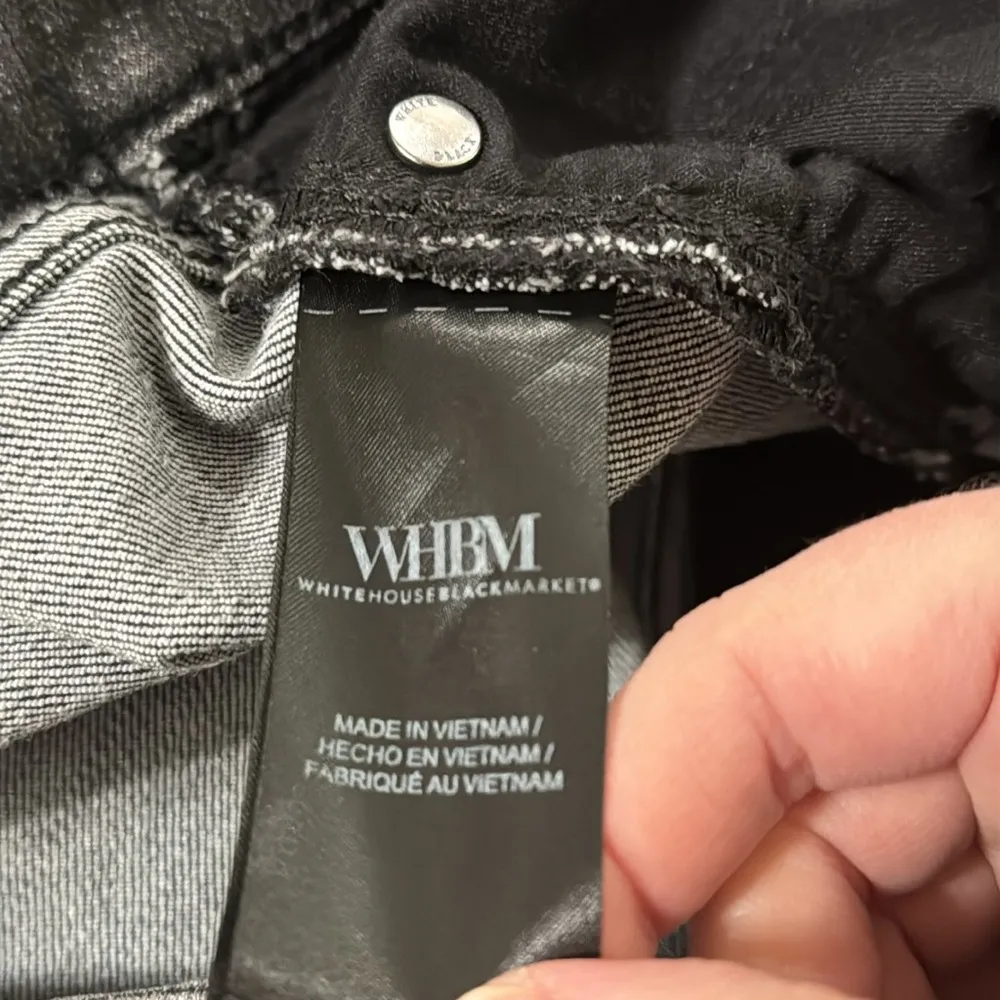 WHITE
BLACK
WHBM
WHITEHOUSEBLACKMARKET®
MADE IN VIETNAM /
HECHO EN VIETNAM /
FABRIQUÉ AU VIETNAM